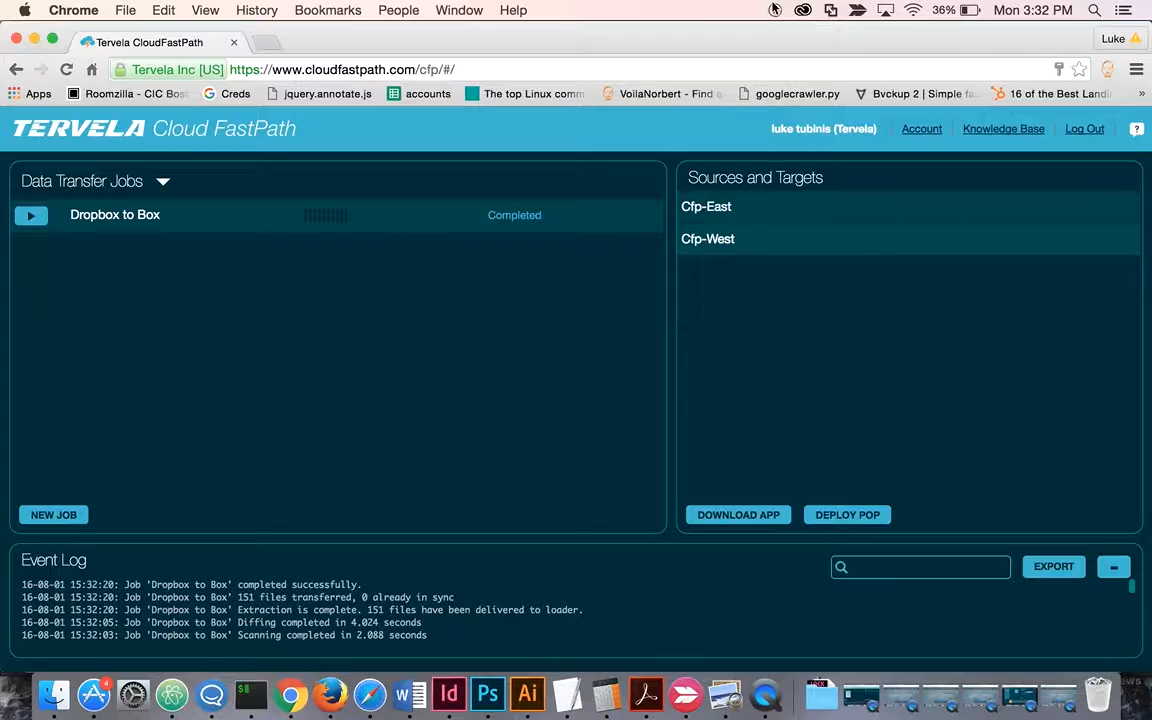 Chrome File Edit View History Bookmarks People Window Help 36% Mon 3:32 PM
Tervela CloudFastPath Luke
Tervela Inc [US] https://www.cloudfastpath.com/cfp/#/
Apps Roomzilla - CIC Bos Creds jquery.annotate.js accounts The top Linux comm VoilaNorbert - Find googlecrawler.py Bvckup 2 | Simple fa 16 of the Best Landi »
TERVELA Cloud FastPath luke tubinis (Tervela) Account Knowledge Base Log Out ?
Data Transfer Jobs Sources and Targets
Dropbox to Box Completed Cfp-East
Cfp-West
NEW JOB DOWNLOAD APP DEPLOY POP
Event Log EXPORT -
16-08-01 15:32:20: Job 'Dropbox to Box' completed successfully.
16-08-01 15:32:20: Job 'Dropbox to Box' 151 files transferred, 0 already in sync
16-08-01 15:32:20: Job 'Dropbox to Box' Extraction is complete. 151 files have been delivered to loader.
16-08-01 15:32:05: Job 'Dropbox to Box' Diffing completed in 4.024 seconds
16-08-01 15:32:03: Job 'Dropbox to Box' Scanning completed in 2.088 seconds
4 $ W Id Ps Ai